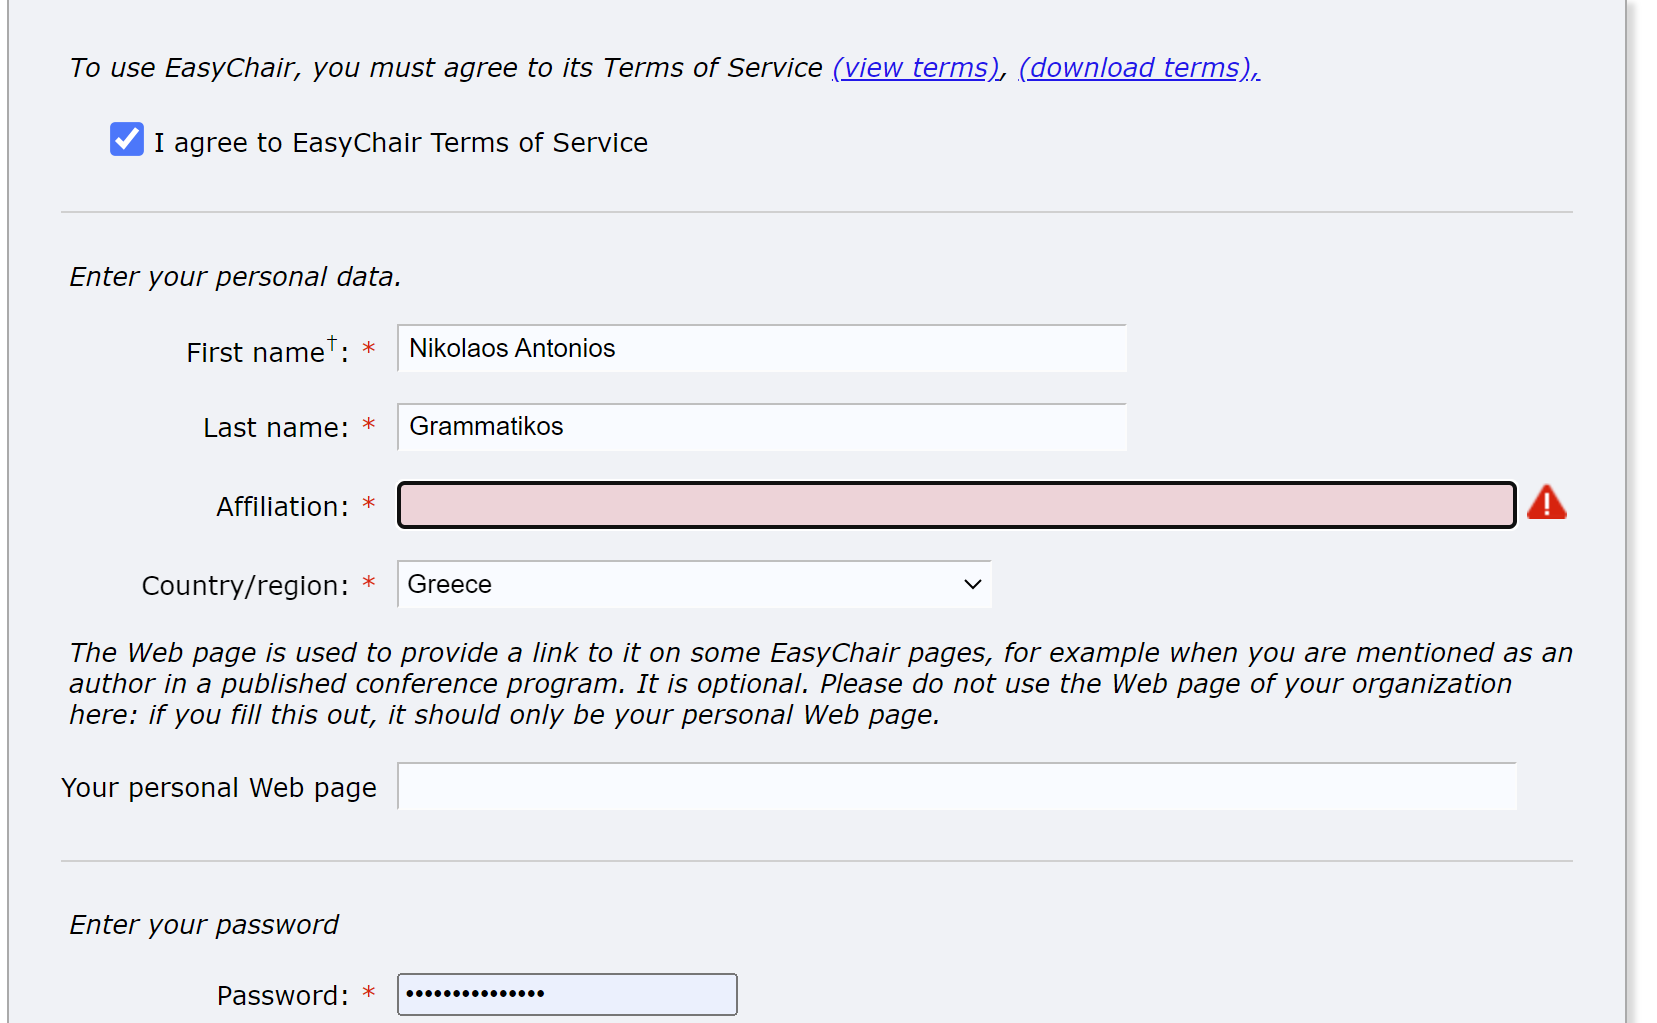 To use EasyChair, you must agree to its Terms of Service (view terms), (download terms),
I agree to EasyChair Terms of Service
Enter your personal data.
First name†: * Nikolaos Antonios
Last name: * Grammatikos
Affiliation: *
Country/region: * Greece
The Web page is used to provide a link to it on some EasyChair pages, for example when you are mentioned as an
author in a published conference program. It is optional. Please do not use the Web page of your organization
here: if you fill this out, it should only be your personal Web page.
Your personal Web page
Enter your password
Password: * •••••••••••••••